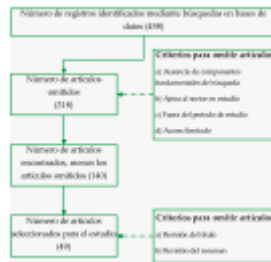 Número de registros identificados mediante búsquedas en bases de
datos (458)
Número de artículos
omitidos
(318)
Criterios para omitir artículos
a) Ausencia de componentes
fundamentales de búsqueda
b) Ajeno al sector en estudio
c) Fuera del periodo de estudio
d) Acceso limitado
Número de artículos
encontrados, menos los
artículos omitidos (140)
Número de artículos
seleccionados para el estudio
(49)
Criterios para omitir artículos
a) Revisión del título
b) Revisión del resumen